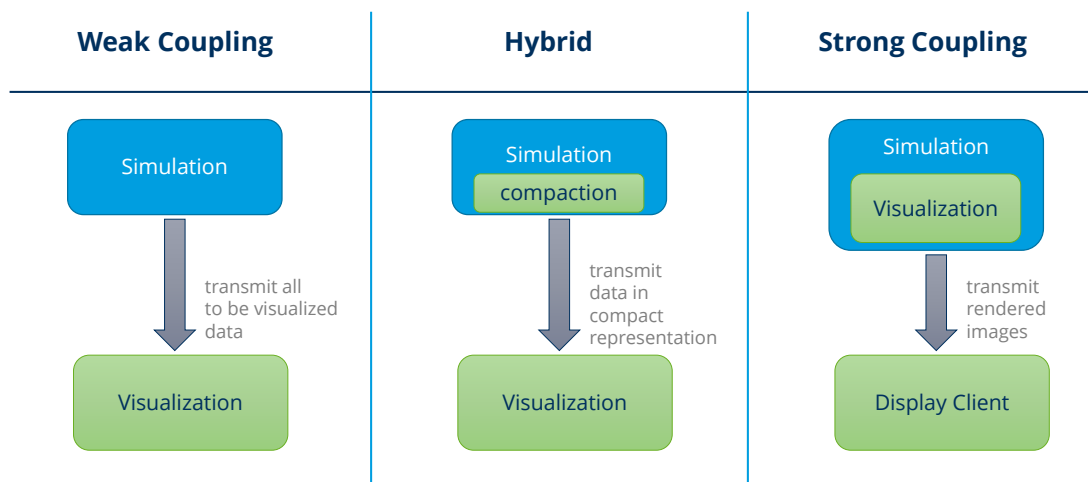 Weak Coupling
Hybrid
Strong Coupling
Simulation
transmit all
to be visualized
data
Visualization
Simulation
compaction
transmit
data in
compact
representation
Visualization
Simulation
Visualization
transmit
rendered
images
Display Client